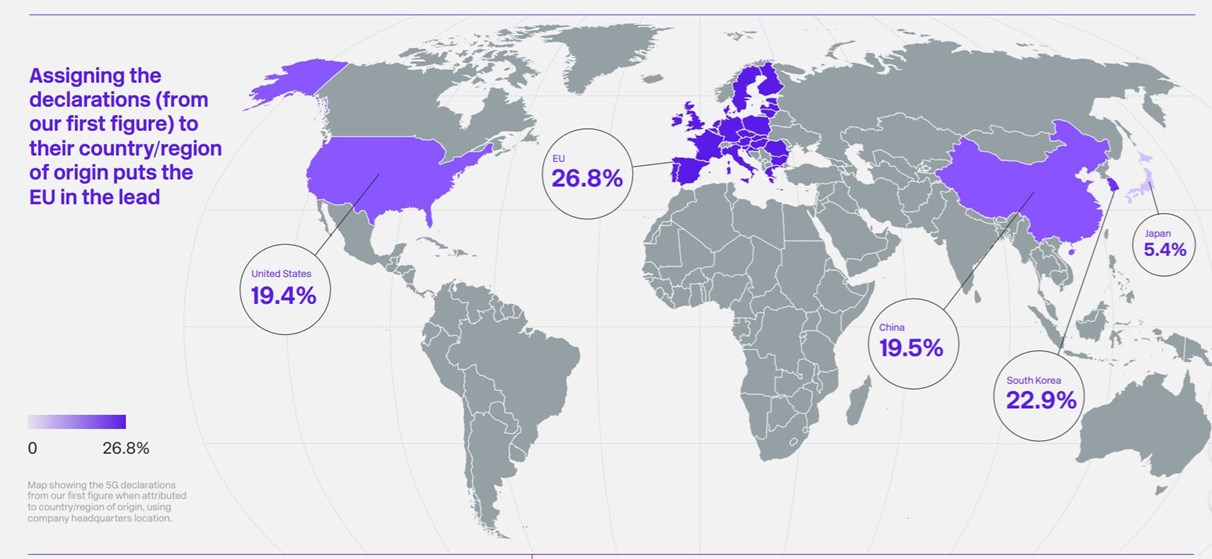 Assigning the
declarations (from
our first figure) to
their country/region
of origin puts the
EU in the lead
EU
26.8%
United States
19.4%
Japan
5.4%
China
19.5%
South Korea
22.9%
0 26.8%
Map showing the 5G declarations
from our first figure when attributed
to country/region of origin, using
company headquarters location.